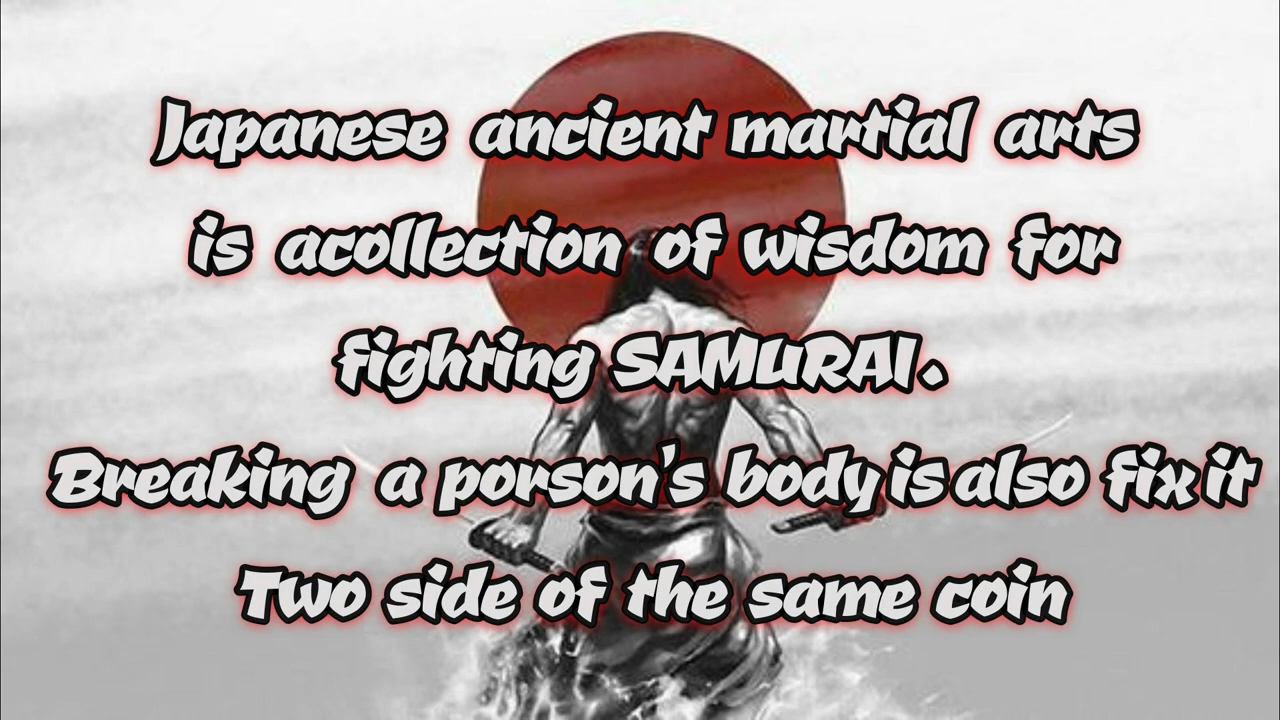 Japanese ancient martial arts
is acollection of wisdom for
fighting SAMURAI.
Breaking a porson's body is also fix it
Two side of the same coin